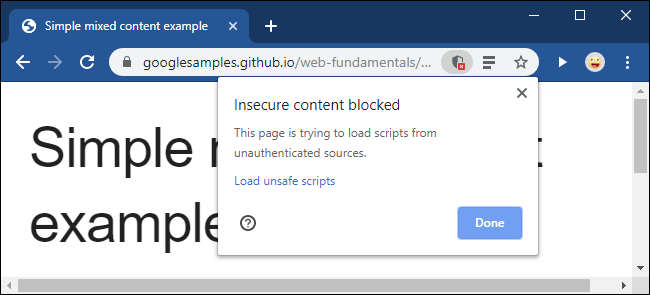 Simple mixed content example
googlesamples.github.io/web-fundamentals/...
Insecure content blocked
This page is trying to load scripts from
unauthenticated sources.
Load unsafe scripts
Done
Simple
example